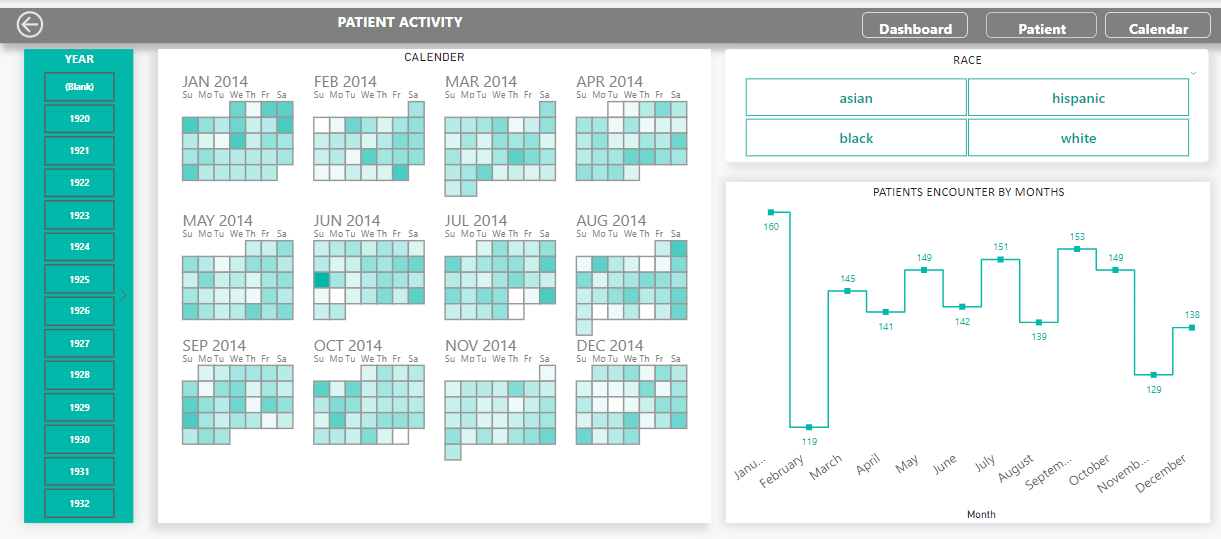 PATIENT ACTIVITY
Dashboard
Patient
Calendar
YEAR
(Blank)
1920
1921
1922
1923
1924
1925
1926
1927
1928
1929
1930
1931
1932
CALENDER
JAN 2014
Su Mo Tu We Th Fr Sa
FEB 2014
Su Mo Tu We Th Fr Sa
MAR 2014
Su Mo Tu We Th Fr Sa
APR 2014
Su Mo Tu We Th Fr Sa
MAY 2014
Su Mo Tu We Th Fr Sa
JUN 2014
Su Mo Tu We Th Fr Sa
JUL 2014
Su Mo Tu We Th Fr Sa
AUG 2014
Su Mo Tu We Th Fr Sa
SEP 2014
Su Mo Tu We Th Fr Sa
OCT 2014
Su Mo Tu We Th Fr Sa
NOV 2014
Su Mo Tu We Th Fr Sa
DEC 2014
Su Mo Tu We Th Fr Sa
RACE
asian
hispanic
black
white
PATIENTS ENCOUNTER BY MONTHS
160
119
145
141
149
142
151
139
153
149
129
138
Janu...
February
March
April
May
June
July
August
Septem...
October
Novemb...
December
Month